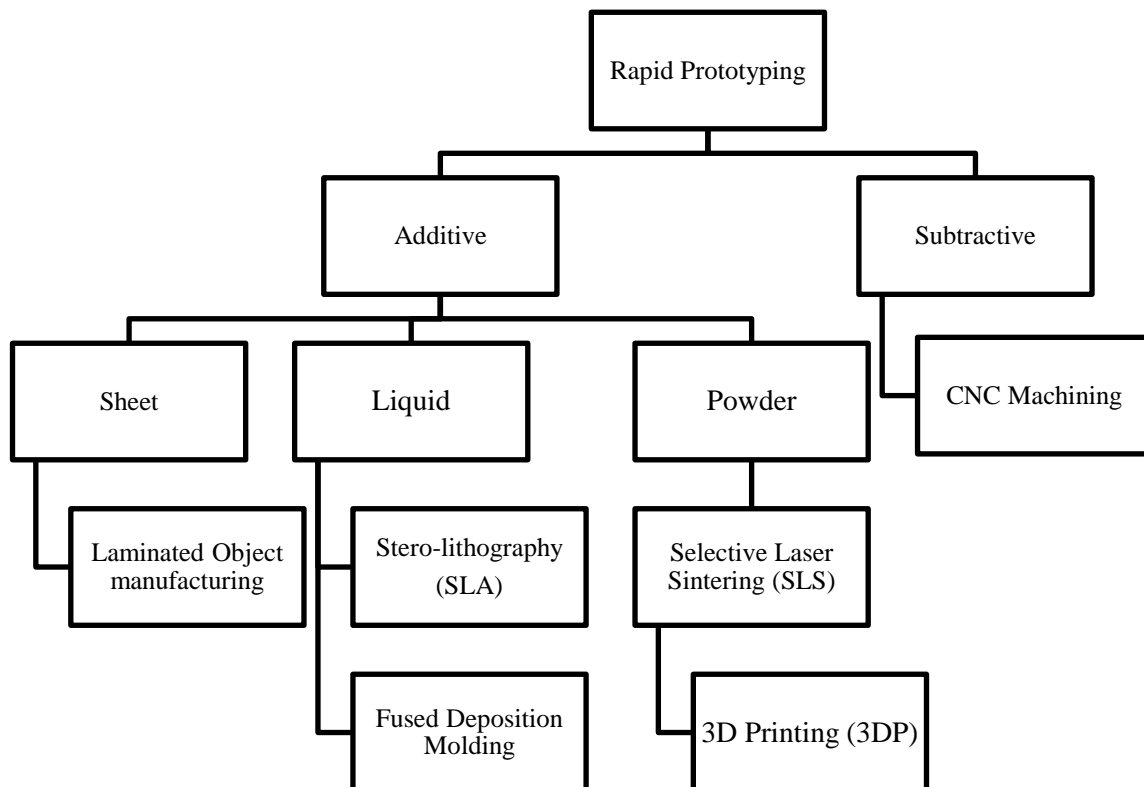 Rapid Prototyping
Additive
Subtractive
Sheet
Liquid
Powder
CNC Machining
Laminated Object
manufacturing
Stero-lithography
(SLA)
Selective Laser
Sintering (SLS)
Fused Deposition
Molding
3D Printing (3DP)